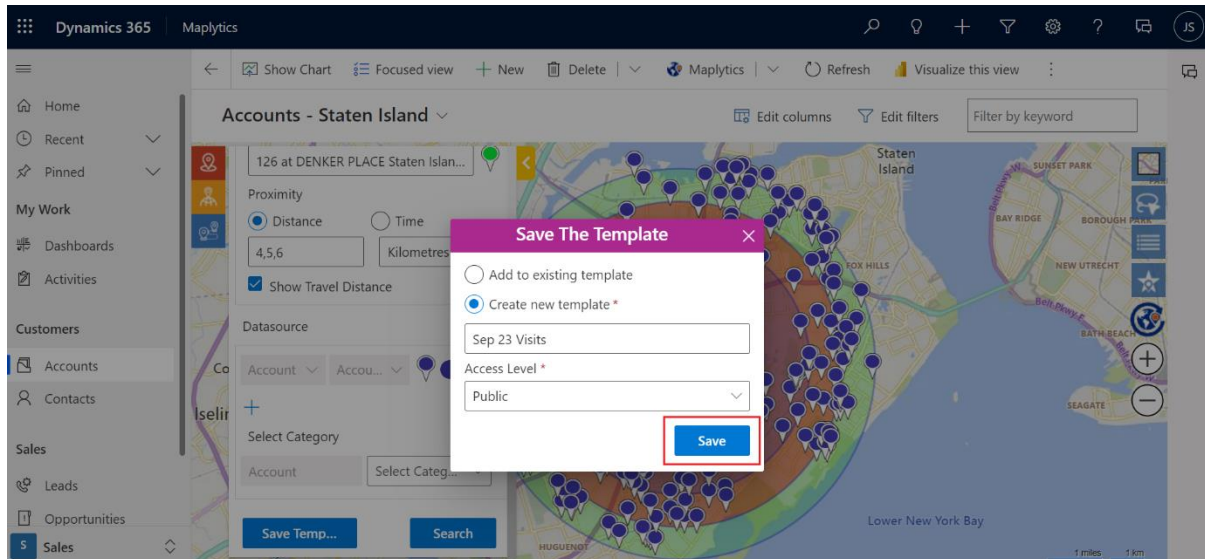 Dynamics 365
Maplytics
JS
Show Chart
Focused view
New
Delete
Maplytics
Refresh
Visualize this view
Home
Recent
Pinned
My Work
Dashboards
Activities
Customers
Accounts
Contacts
Sales
Leads
Opportunities
S Sales
Accounts - Staten Island
Edit columns
Edit filters
Filter by keyword
126 at DENKER PLACE Staten Islan...
Proximity
Distance
Time
4,5,6
Kilometres
Show Travel Distance
Datasource
Account
Accou...
Select Category
Account
Select Categ...
Save Temp...
Search
Save The Template
Add to existing template
Create new template *
Sep 23 Visits
Access Level *
Public
Save
Staten
Island
SUNSET PARK
BAY RIDGE
BOROUGH PARK
FOX HILLS
NEW UTRECHT
Belt Pkwy
BATH BEACH
SEAGATE
Iselin
HUGUENOT
Lower New York Bay
1 miles
1 km